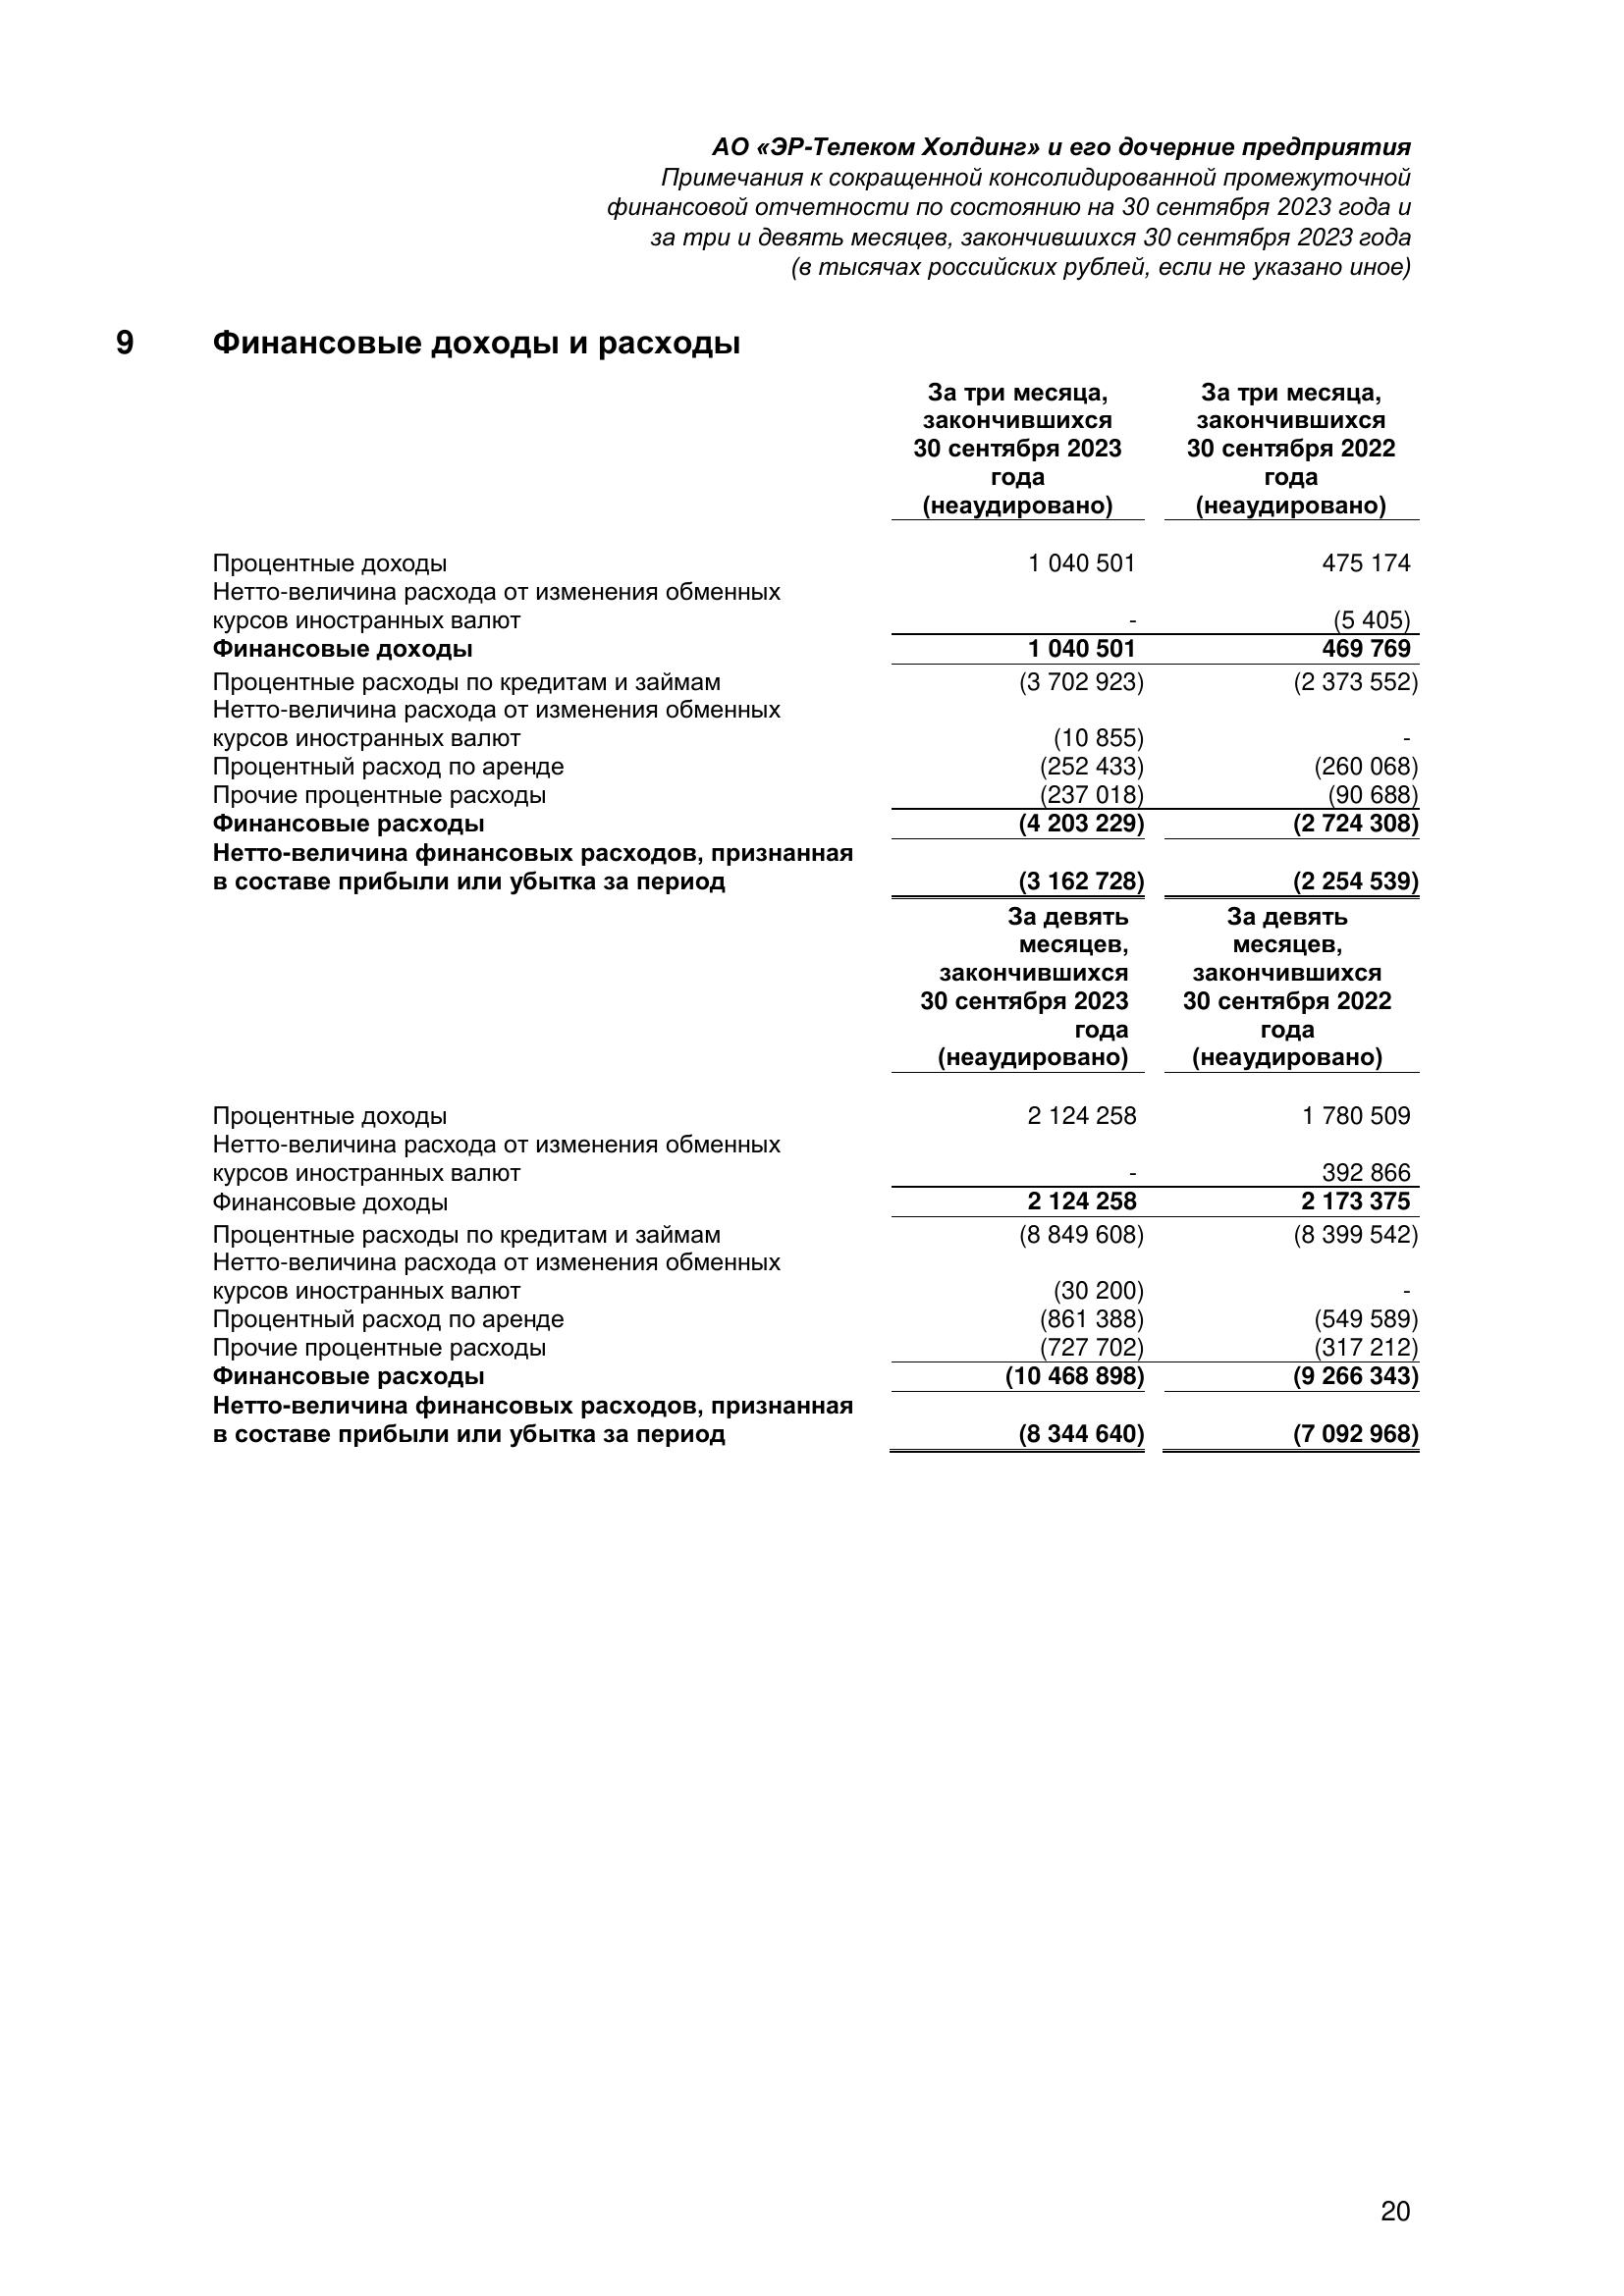 АО «ЭР-Телеком Холдинг» и его дочерние предприятия
Примечания к сокращенной консолидированной промежуточной
финансовой отчетности по состоянию на 30 сентября 2023 года и
за три и девять месяцев, закончившихся 30 сентября 2023 года
(в тысячах российских рублей, если не указано иное)
9 Финансовые доходы и расходы
За три месяца, За три месяца,
закончившихся закончившихся
30 сентября 2023 30 сентября 2022
года года
(неаудировано) (неаудировано)
Процентные доходы 1 040 501 475 174
Нетто-величина расхода от изменения обменных
курсов иностранных валют - (5 405)
Финансовые доходы 1 040 501 469 769
Процентные расходы по кредитам и займам (3 702 923) (2 373 552)
Нетто-величина расхода от изменения обменных
курсов иностранных валют (10 855) -
Процентный расход по аренде (252 433) (260 068)
Прочие процентные расходы (237 018) (90 688)
Финансовые расходы (4 203 229) (2 724 308)
Нетто-величина финансовых расходов, признанная
в составе прибыли или убытка за период (3 162 728) (2 254 539)
За девять За девять
месяцев, месяцев,
закончившихся закончившихся
30 сентября 2023 30 сентября 2022
года года
(неаудировано) (неаудировано)
Процентные доходы 2 124 258 1 780 509
Нетто-величина расхода от изменения обменных
курсов иностранных валют - 392 866
Финансовые доходы 2 124 258 2 173 375
Процентные расходы по кредитам и займам (8 849 608) (8 399 542)
Нетто-величина расхода от изменения обменных
курсов иностранных валют (30 200) -
Процентный расход по аренде (861 388) (549 589)
Прочие процентные расходы (727 702) (317 212)
Финансовые расходы (10 468 898) (9 266 343)
Нетто-величина финансовых расходов, признанная
в составе прибыли или убытка за период (8 344 640) (7 092 968)
20